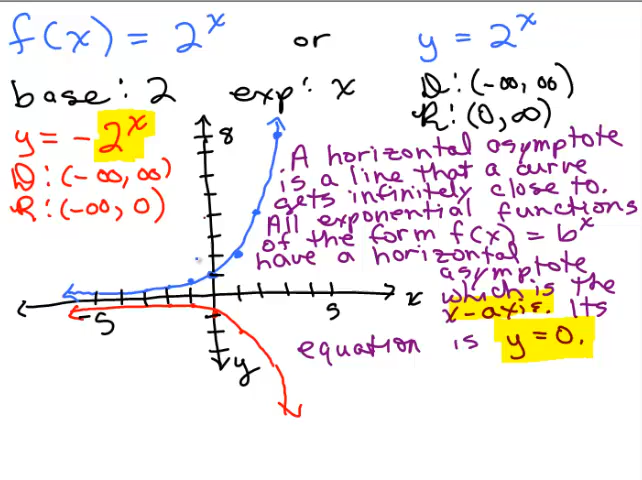 f(x) = 2^x or y = 2^x
base: 2 exp: x
D: (-∞, ∞)
R: (0, ∞)
y = -2^x
D: (-∞, ∞)
R: (-∞, 0)
8
A horizontal asymptote
is a line that a curve
gets infinitely close to.
All exponential functions
of the form f(x) = b^x
have a horizontal
asymptote
which is the
x-axis. Its
equation is y = 0.
-5
5
x
y